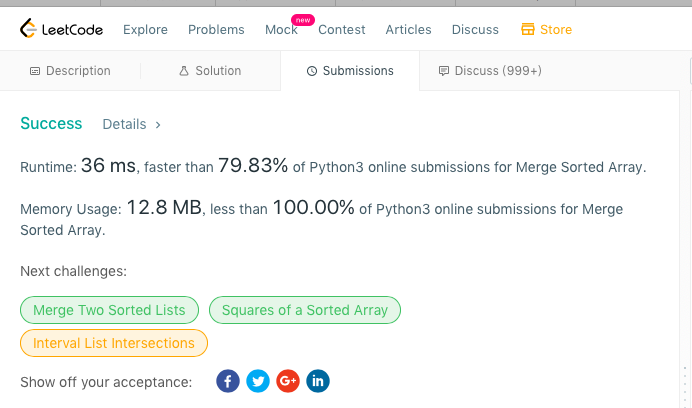 LeetCode Explore Problems Mock new Contest Articles Discuss Store
Description Solution Submissions Discuss (999+)
Success Details >
Runtime: 36 ms, faster than 79.83% of Python3 online submissions for Merge Sorted Array.
Memory Usage: 12.8 MB, less than 100.00% of Python3 online submissions for Merge
Sorted Array.
Next challenges:
Merge Two Sorted Lists Squares of a Sorted Array
Interval List Intersections
Show off your acceptance: f G+ in